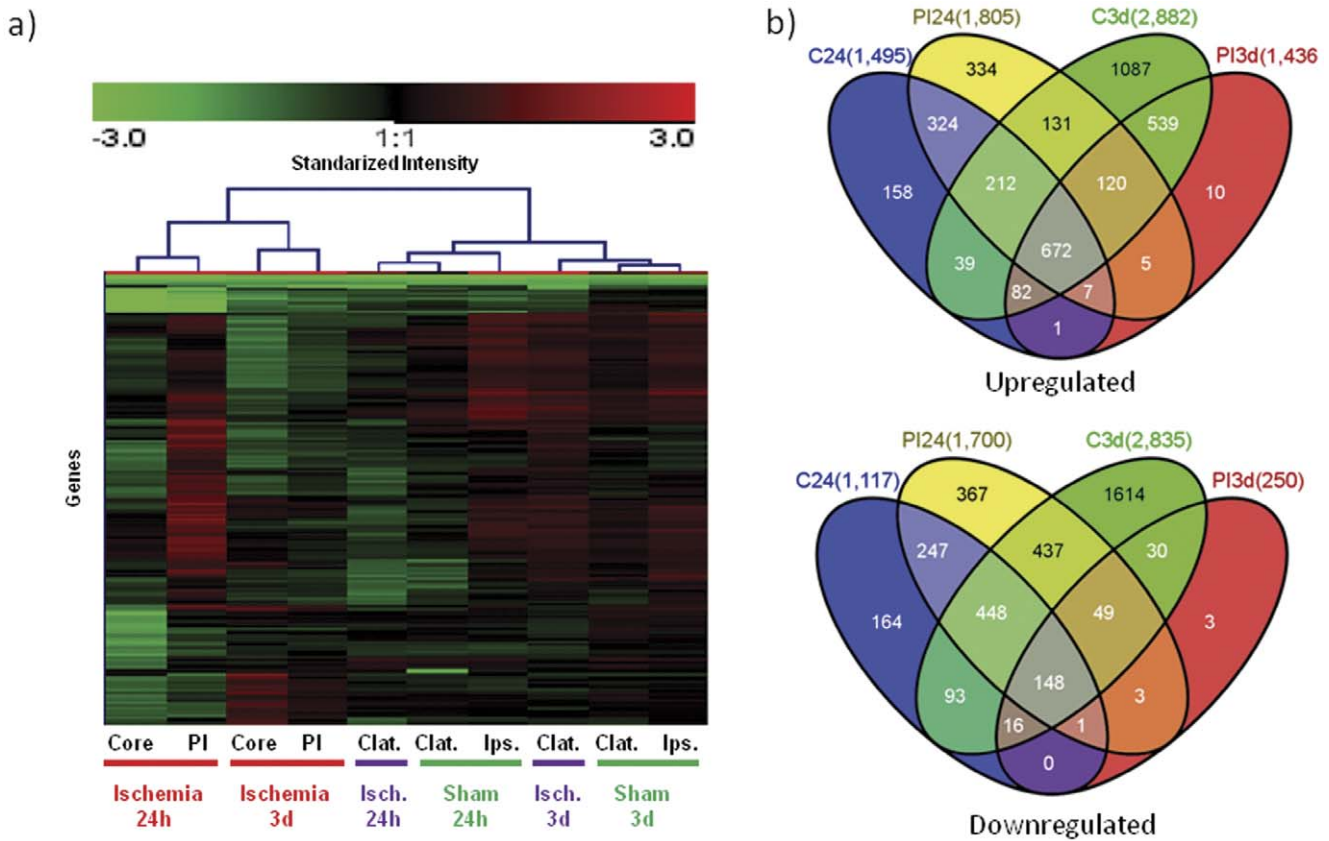 a)
-3.0 1:1 3.0
Standarized Intensity
Genes
Core PI Core PI Clat. Clat. Ips. Clat. Clat. Ips.
Ischemia Ischemia Isch. Sham Isch. Sham
24h 3d 24h 24h 3d 3d
b)
PI24(1,805) C3d(2,882)
C24(1,495) PI3d(1,436
334 1087
324 131 539
158 212 120 10
672
39 5
82 7
1
Upregulated
PI24(1,700) C3d(2,835)
C24(1,117) PI3d(250)
367 1614
247 437 30
164 448 49 3
148
93 3
16 1
0
Downregulated